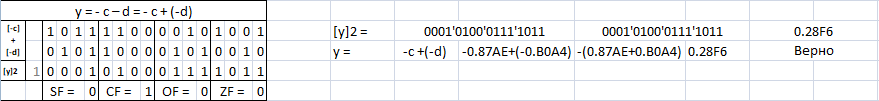 y = - c – d = - c + (-d)
[-c] 1 0 1 1 1 1 0 0 0 0 1 0 1 0 0 1 [y]2 = 0001'0100'0111'1011 0001'0100'0111'1011 0.28F6
+
[-d] 0 1 0 1 1 0 0 0 0 1 0 1 0 0 1 0 y = -c +(-d) -0.87AE+(-0.B0A4) -(0.87AE+0.B0A4) 0.28F6 Верно
[y]2 1 0 0 0 1 0 1 0 0 0 1 1 1 1 0 1 1
SF = 0 CF = 1 OF = 0 ZF = 0